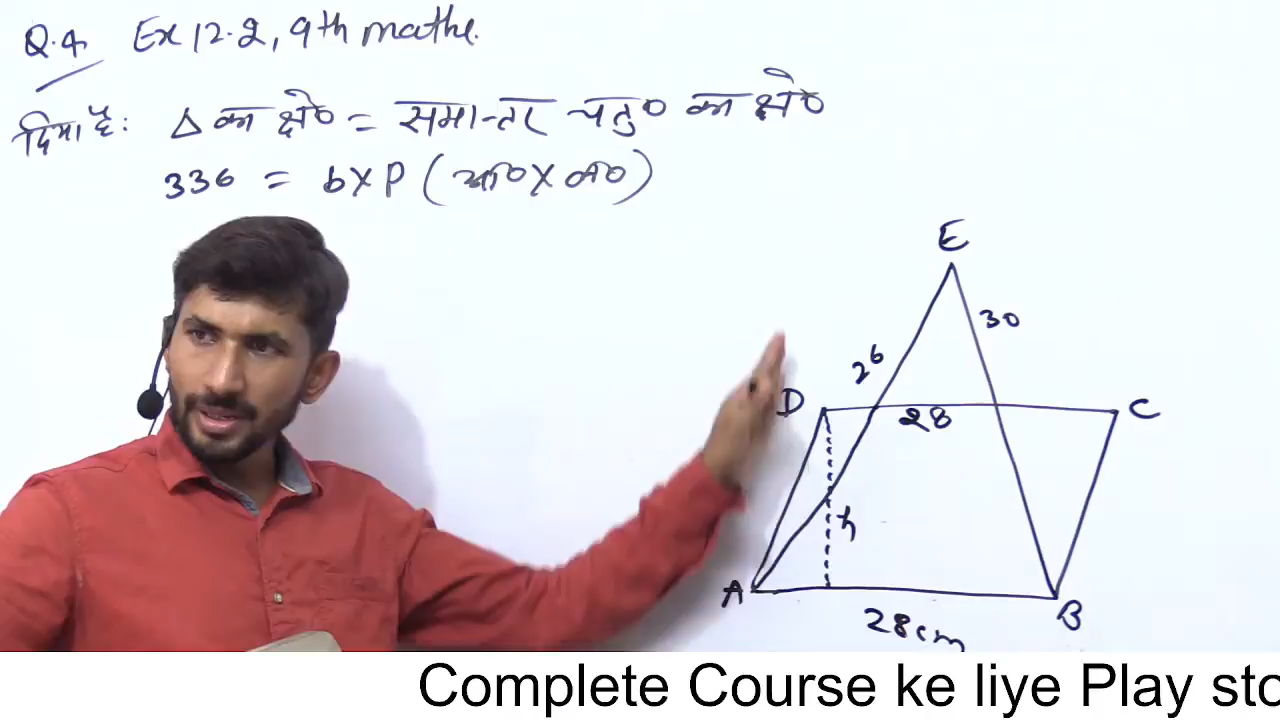 Q.4. Ex 12.2, 9th maths.
दिया है: Δ का क्षे० = समान्तर चतु० का क्षे०
336 = b×P (आ०×ल०)
E
30
26
D
28
C
h
A
B
28cm
Complete Course ke liye Play sto